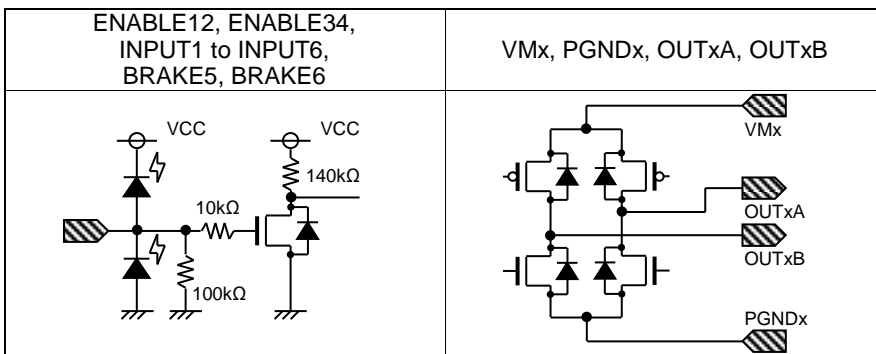 ENABLE12, ENABLE34,
INPUT1 to INPUT6,
BRAKE5, BRAKE6
VMx, PGNDx, OUTxA, OUTxB
VCC
VCC
140kΩ
10kΩ
100kΩ
VMx
OUTxA
OUTxB
PGNDx